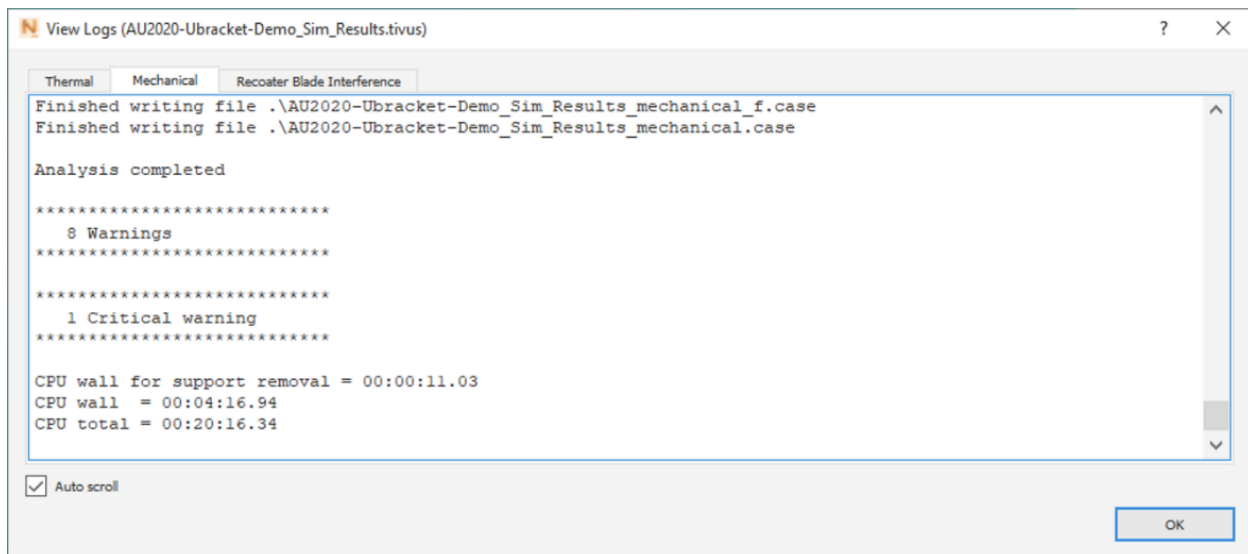 View Logs (AU2020-Ubracket-Demo_Sim_Results.tivus)
Thermal Mechanical Recoater Blade Interference
Finished writing file .\AU2020-Ubracket-Demo_Sim_Results_mechanical_f.case
Finished writing file .\AU2020-Ubracket-Demo_Sim_Results_mechanical.case
Analysis completed
****************************
8 Warnings
****************************
****************************
1 Critical warning
****************************
CPU wall for support removal = 00:00:11.03
CPU wall  = 00:04:16.94
CPU total = 00:20:16.34
Auto scroll
OK